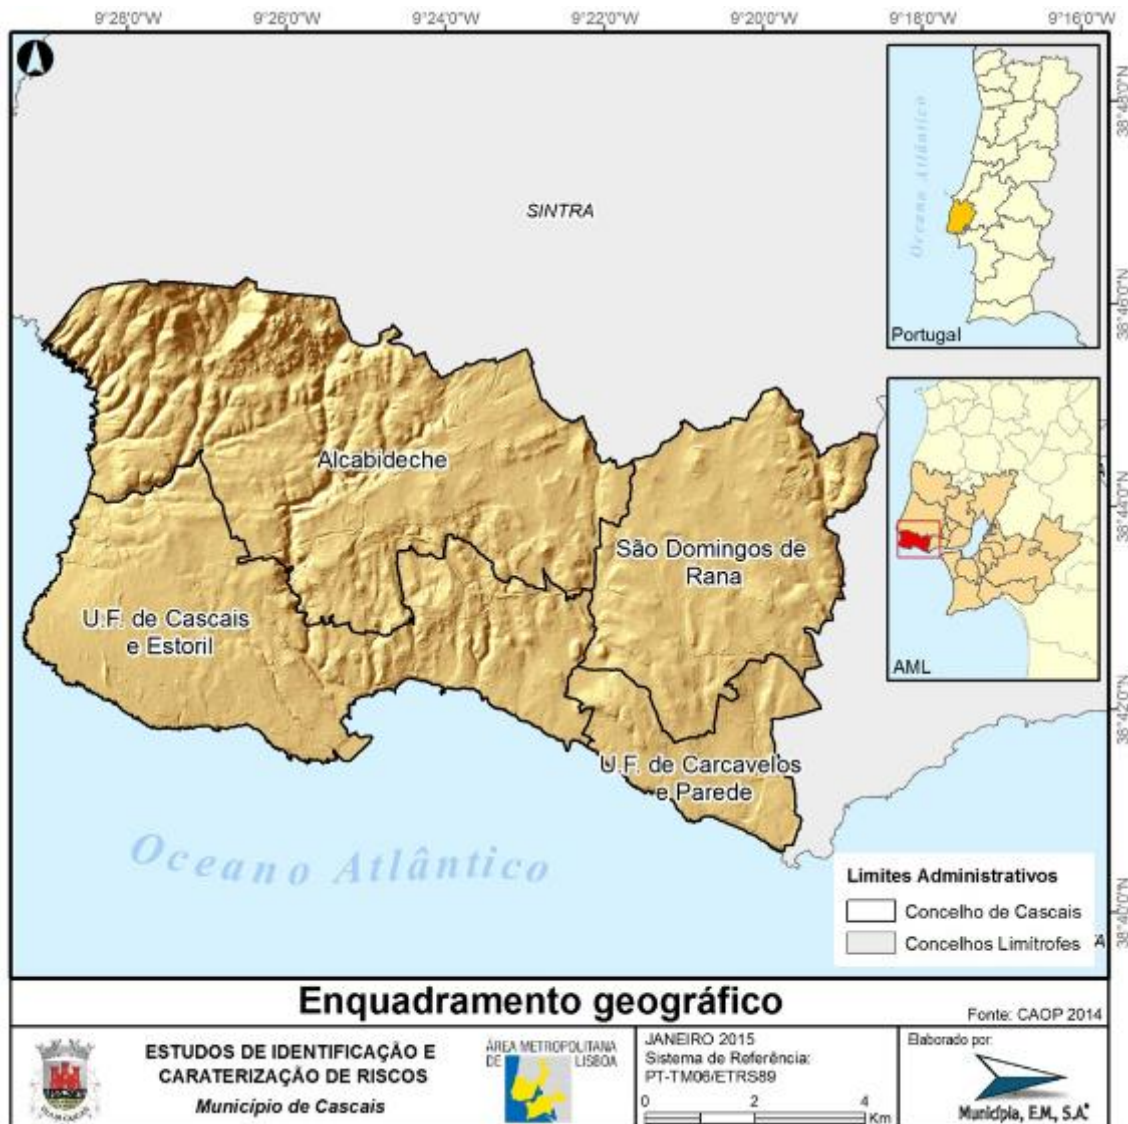 9°28'0"W
9°26'0"W
9°24'0"W
9°22'0"W
9°20'0"W
9°18'0"W
9°16'0"W
38°48'0"N
38°46'0"N
38°44'0"N
38°42'0"N
38°40'0"N
SINTRA
Oceano Atlântico
Portugal
AML
Alcabideche
São Domingos de
Rana
U.F. de Cascais
e Estoril
U.F. de Carcavelos
e Parede
Oceano Atlântico
Limites Administrativos
Concelho de Cascais
Concelhos Limítrofes
Enquadramento geográfico
Fonte: CAOP 2014
ESTUDOS DE IDENTIFICAÇÃO E
CARATERIZAÇÃO DE RISCOS
Município de Cascais
ÁREA METROPOLITANA
DE LISBOA
JANEIRO 2015
Sistema de Referência:
PT-TM06/ETRS89
0 2 4
Km
Elaborado por:
Municípia, E.M., S.A.